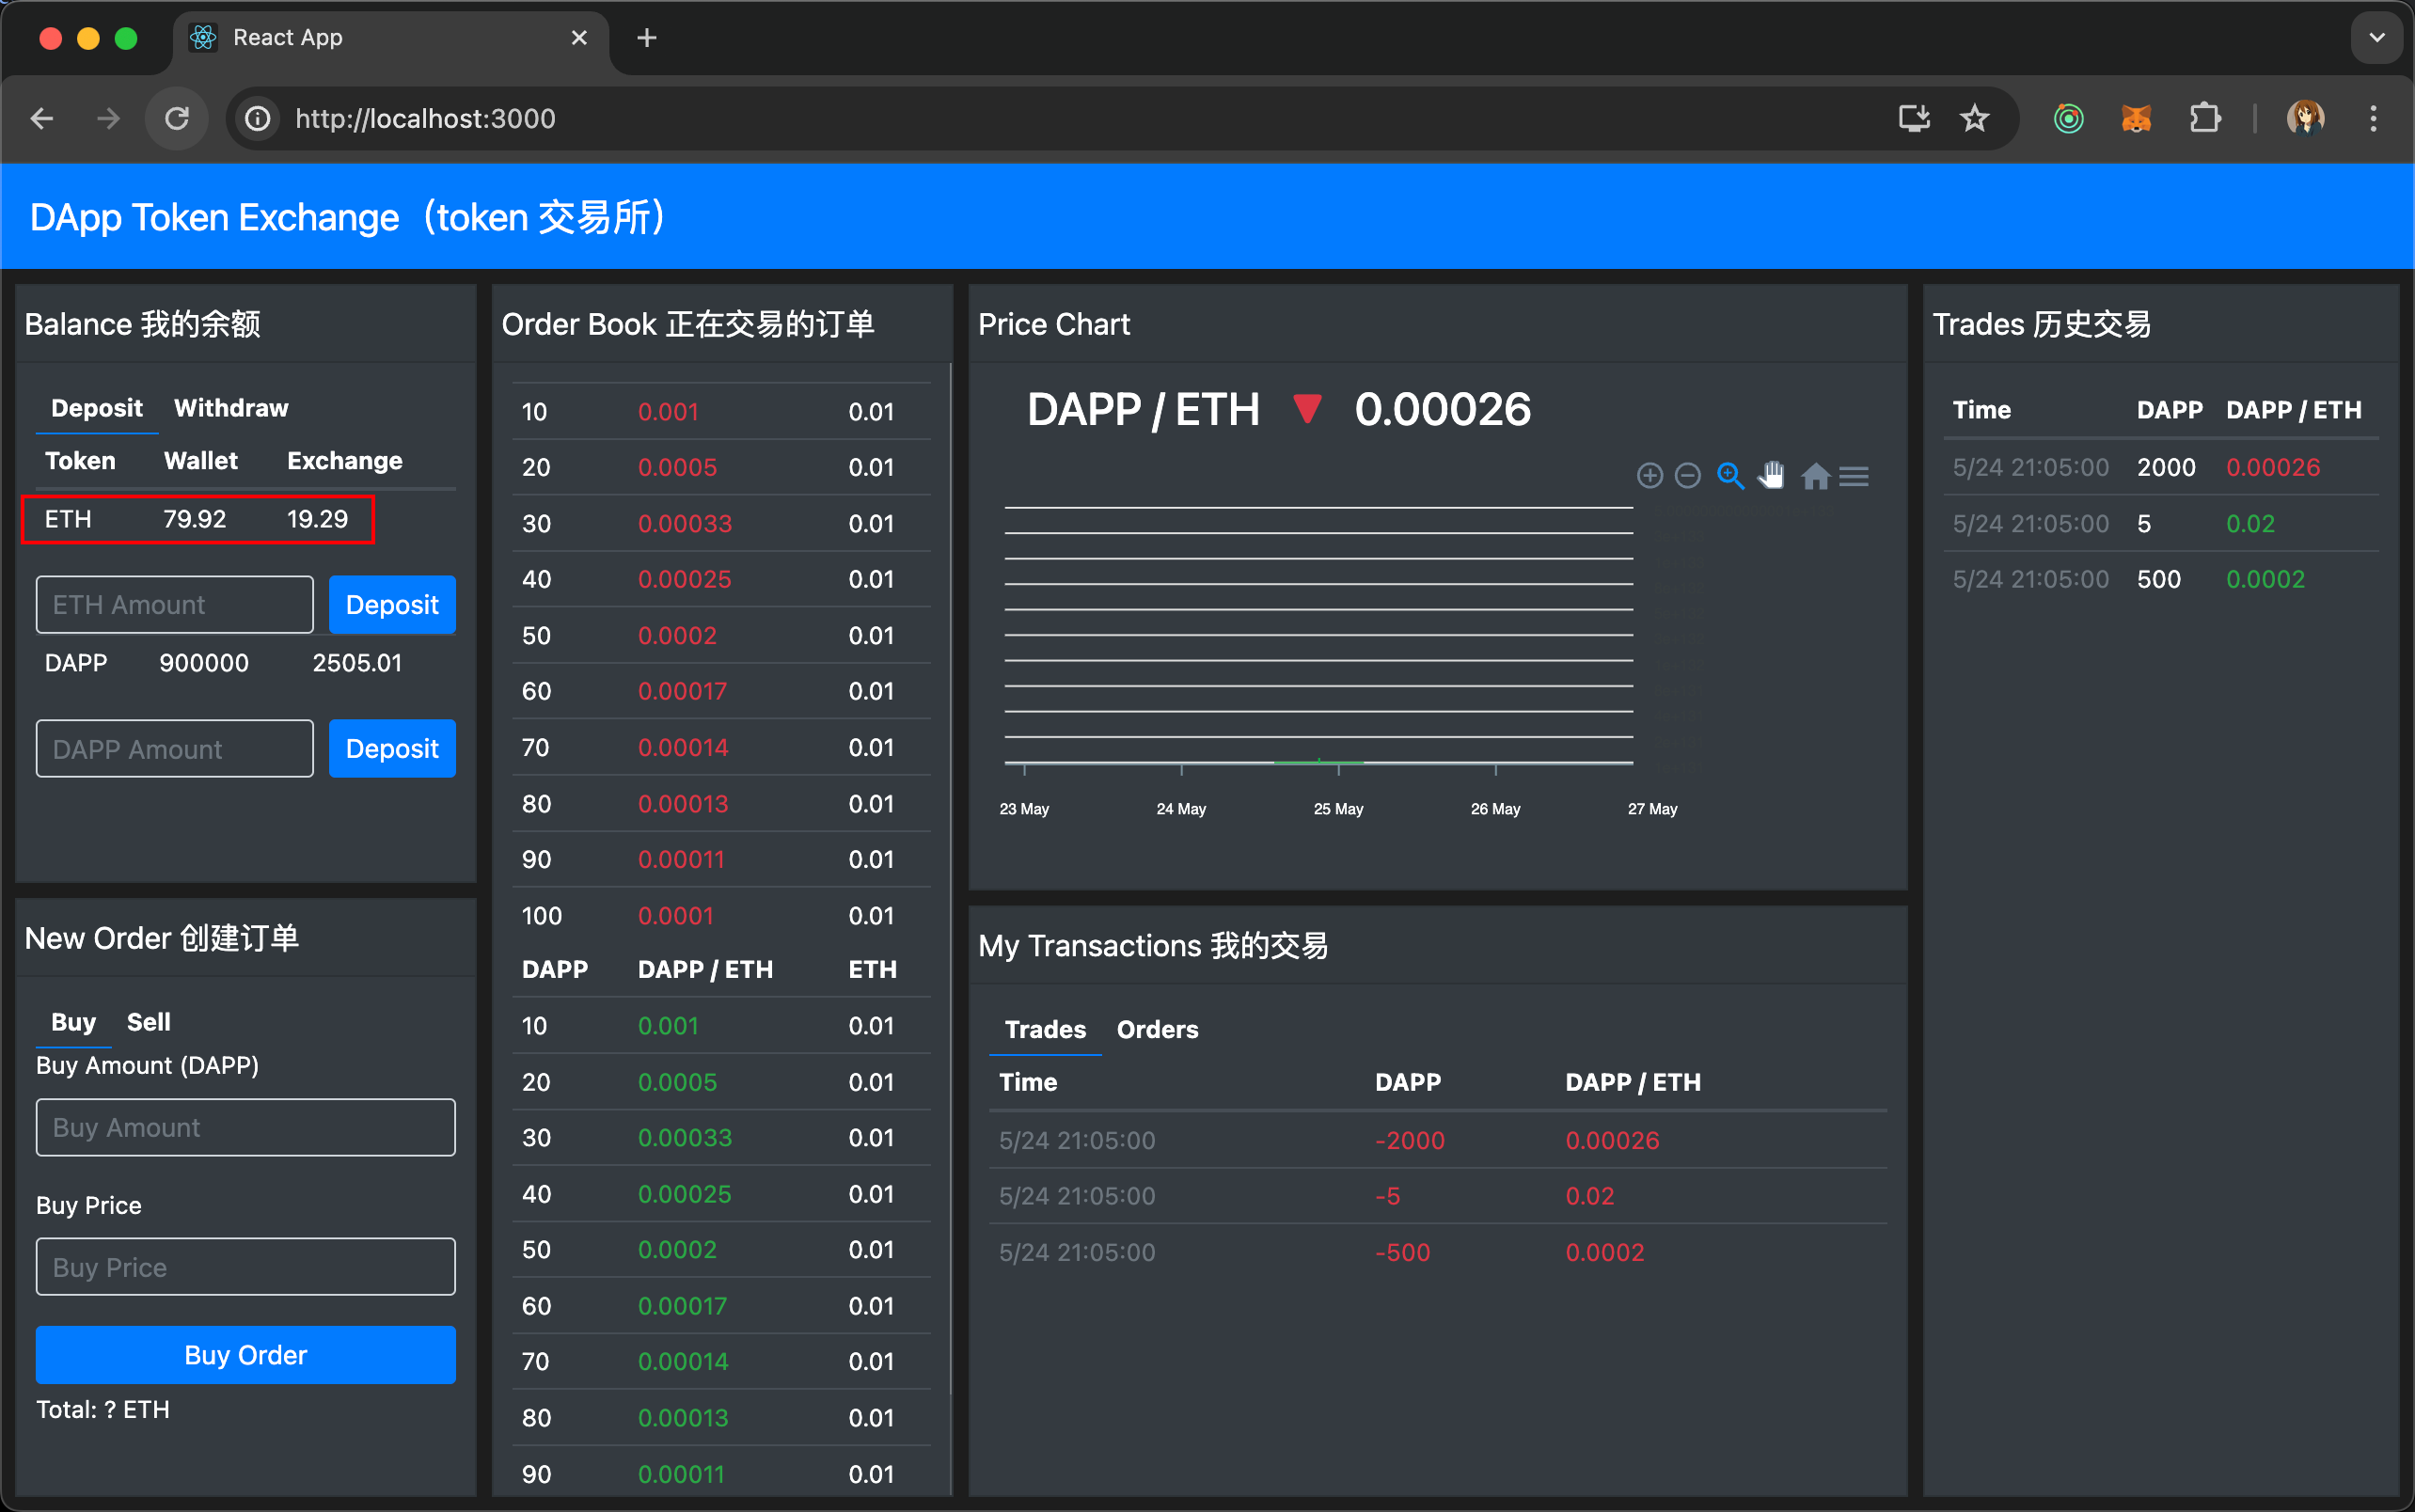 React App
http://localhost:3000
DApp Token Exchange（token 交易所）
Balance 我的余额
Deposit Withdraw
Token Wallet Exchange
ETH 79.92 19.29
ETH Amount Deposit
DAPP 900000 2505.01
DAPP Amount Deposit
New Order 创建订单
Buy Sell
Buy Amount (DAPP)
Buy Amount
Buy Price
Buy Price
Buy Order
Total: ? ETH
Order Book 正在交易的订单
10 0.001 0.01
20 0.0005 0.01
30 0.00033 0.01
40 0.00025 0.01
50 0.0002 0.01
60 0.00017 0.01
70 0.00014 0.01
80 0.00013 0.01
90 0.00011 0.01
100 0.0001 0.01
DAPP DAPP / ETH ETH
10 0.001 0.01
20 0.0005 0.01
30 0.00033 0.01
40 0.00025 0.01
50 0.0002 0.01
60 0.00017 0.01
70 0.00014 0.01
80 0.00013 0.01
90 0.00011 0.01
Price Chart
DAPP / ETH ▼ 0.00026
23 May 24 May 25 May 26 May 27 May
My Transactions 我的交易
Trades Orders
Time DAPP DAPP / ETH
5/24 21:05:00 -2000 0.00026
5/24 21:05:00 -5 0.02
5/24 21:05:00 -500 0.0002
Trades 历史交易
Time DAPP DAPP / ETH
5/24 21:05:00 2000 0.00026
5/24 21:05:00 5 0.02
5/24 21:05:00 500 0.0002